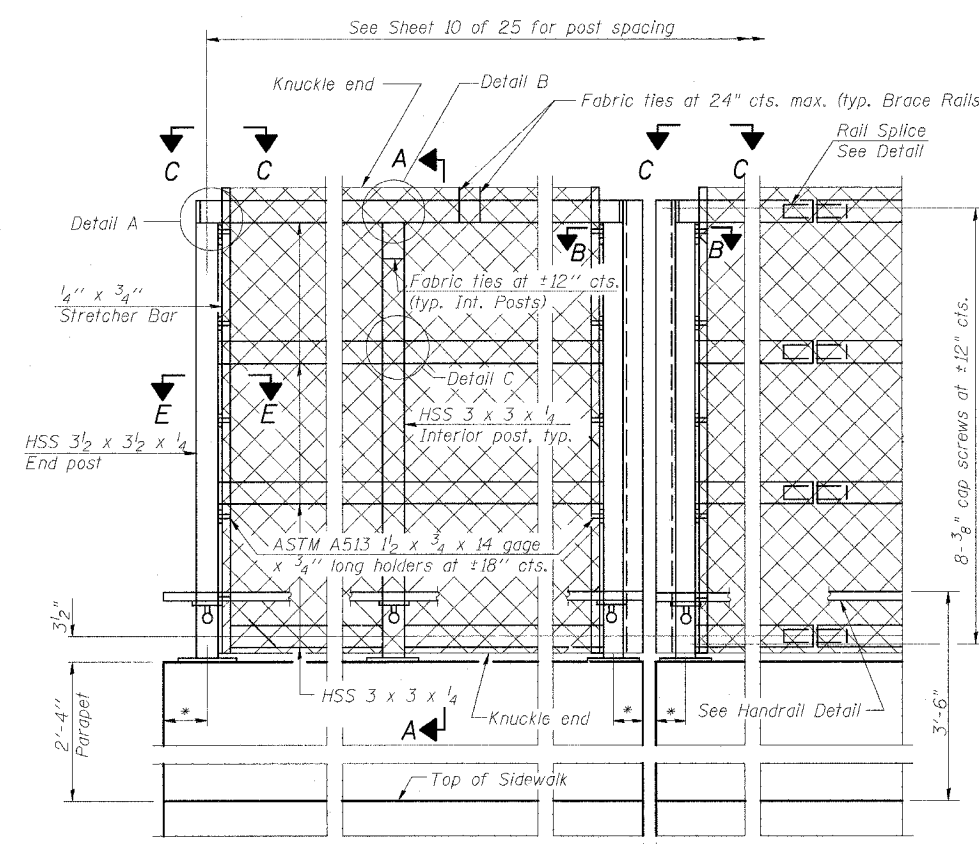 See Sheet 10 of 25 for post spacing
Knuckle end
Detail B
Fabric ties at 24" cts. max. (typ. Brace Rails
C
C
A
C
C
Rail Splice
See Detail
Detail A
B
B
Fabric ties at ±12" cts.
(typ. Int. Posts)
1/4" x 3/4"
Stretcher Bar
Detail C
E
E
HSS 3 x 3 x 1/4
Interior post, typ.
HSS 3 1/2 x 3 1/2 x 1/4
End post
8-3/8" cap screws at ±12" cts.
ASTM A513 1 1/2 x 3/4 x 14 gage
x 3/4" long holders at ±18" cts.
3 1/2"
HSS 3 x 3 x 1/4
2'-4"
Parapet
*
*
*
Knuckle end
See Handrail Detail
3'-6"
A
Top of Sidewalk